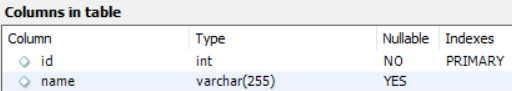 Columns in table
Column Type Nullable Indexes
id int NO PRIMARY
name varchar(255) YES